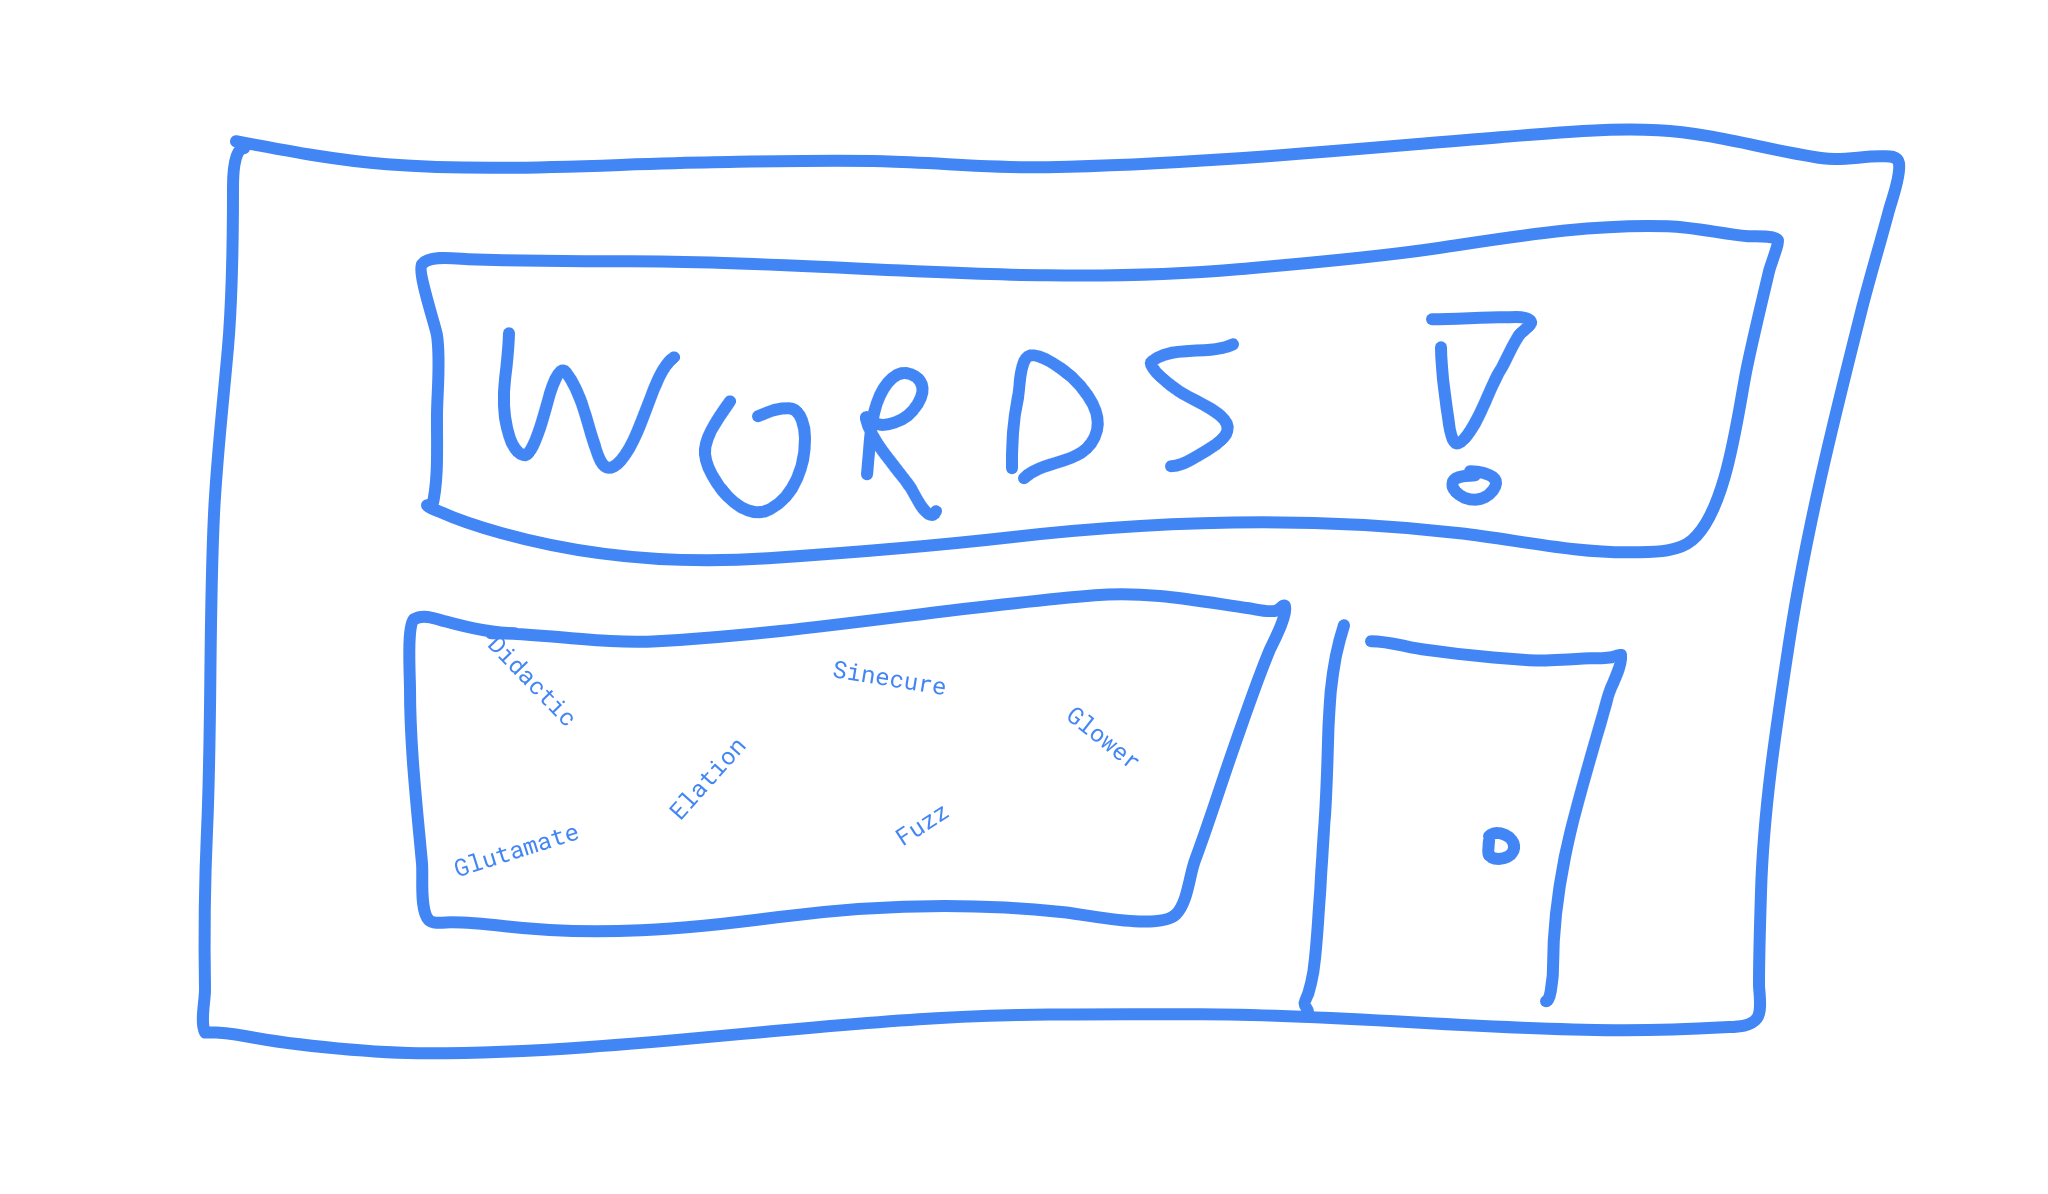 WORDS!
Didactic
Sinecure
Glower
Elation
Fuzz
Glutamate